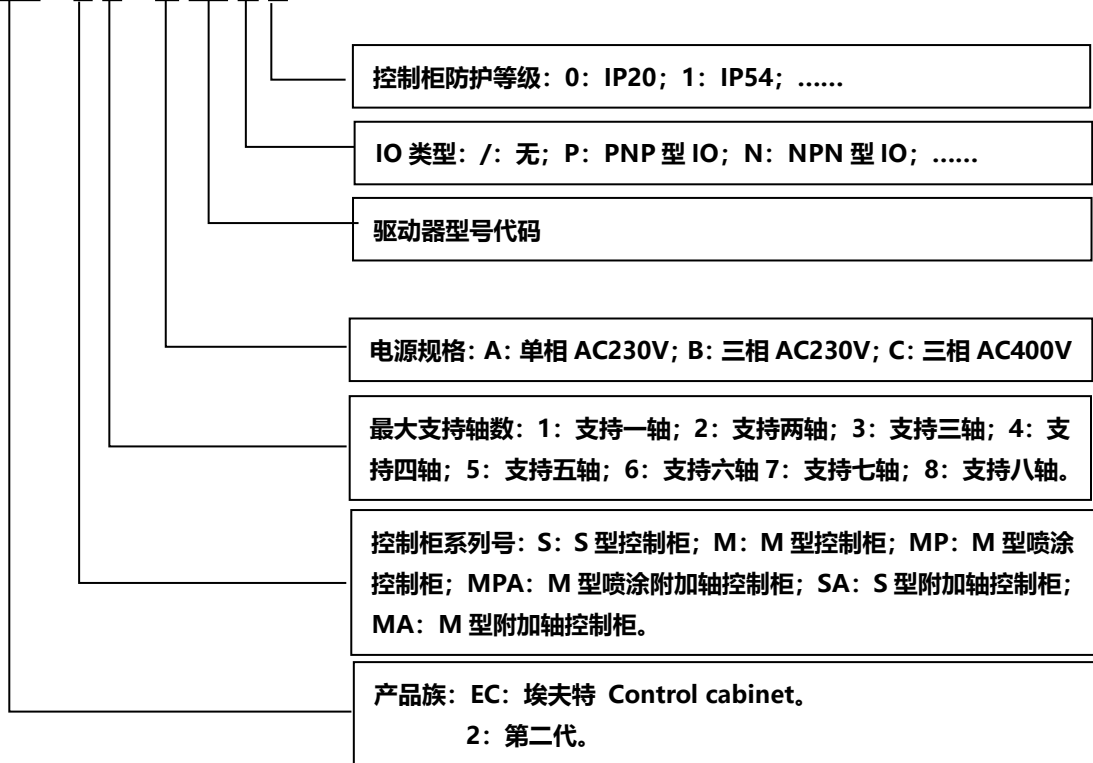 控制柜防护等级：0：IP20；1：IP54；……
IO 类型：/：无；P：PNP 型 IO；N：NPN 型 IO；……
驱动器型号代码
电源规格：A：单相 AC230V；B：三相 AC230V；C：三相 AC400V
最大支持轴数：1：支持一轴；2：支持两轴；3：支持三轴；4：支
持四轴；5：支持五轴；6：支持六轴 7：支持七轴；8：支持八轴。
控制柜系列号：S：S 型控制柜；M：M 型控制柜；MP：M 型喷涂
控制柜；MPA：M 型喷涂附加轴控制柜；SA：S 型附加轴控制柜；
MA：M 型附加轴控制柜。
产品族：EC：埃夫特 Control cabinet。
2：第二代。